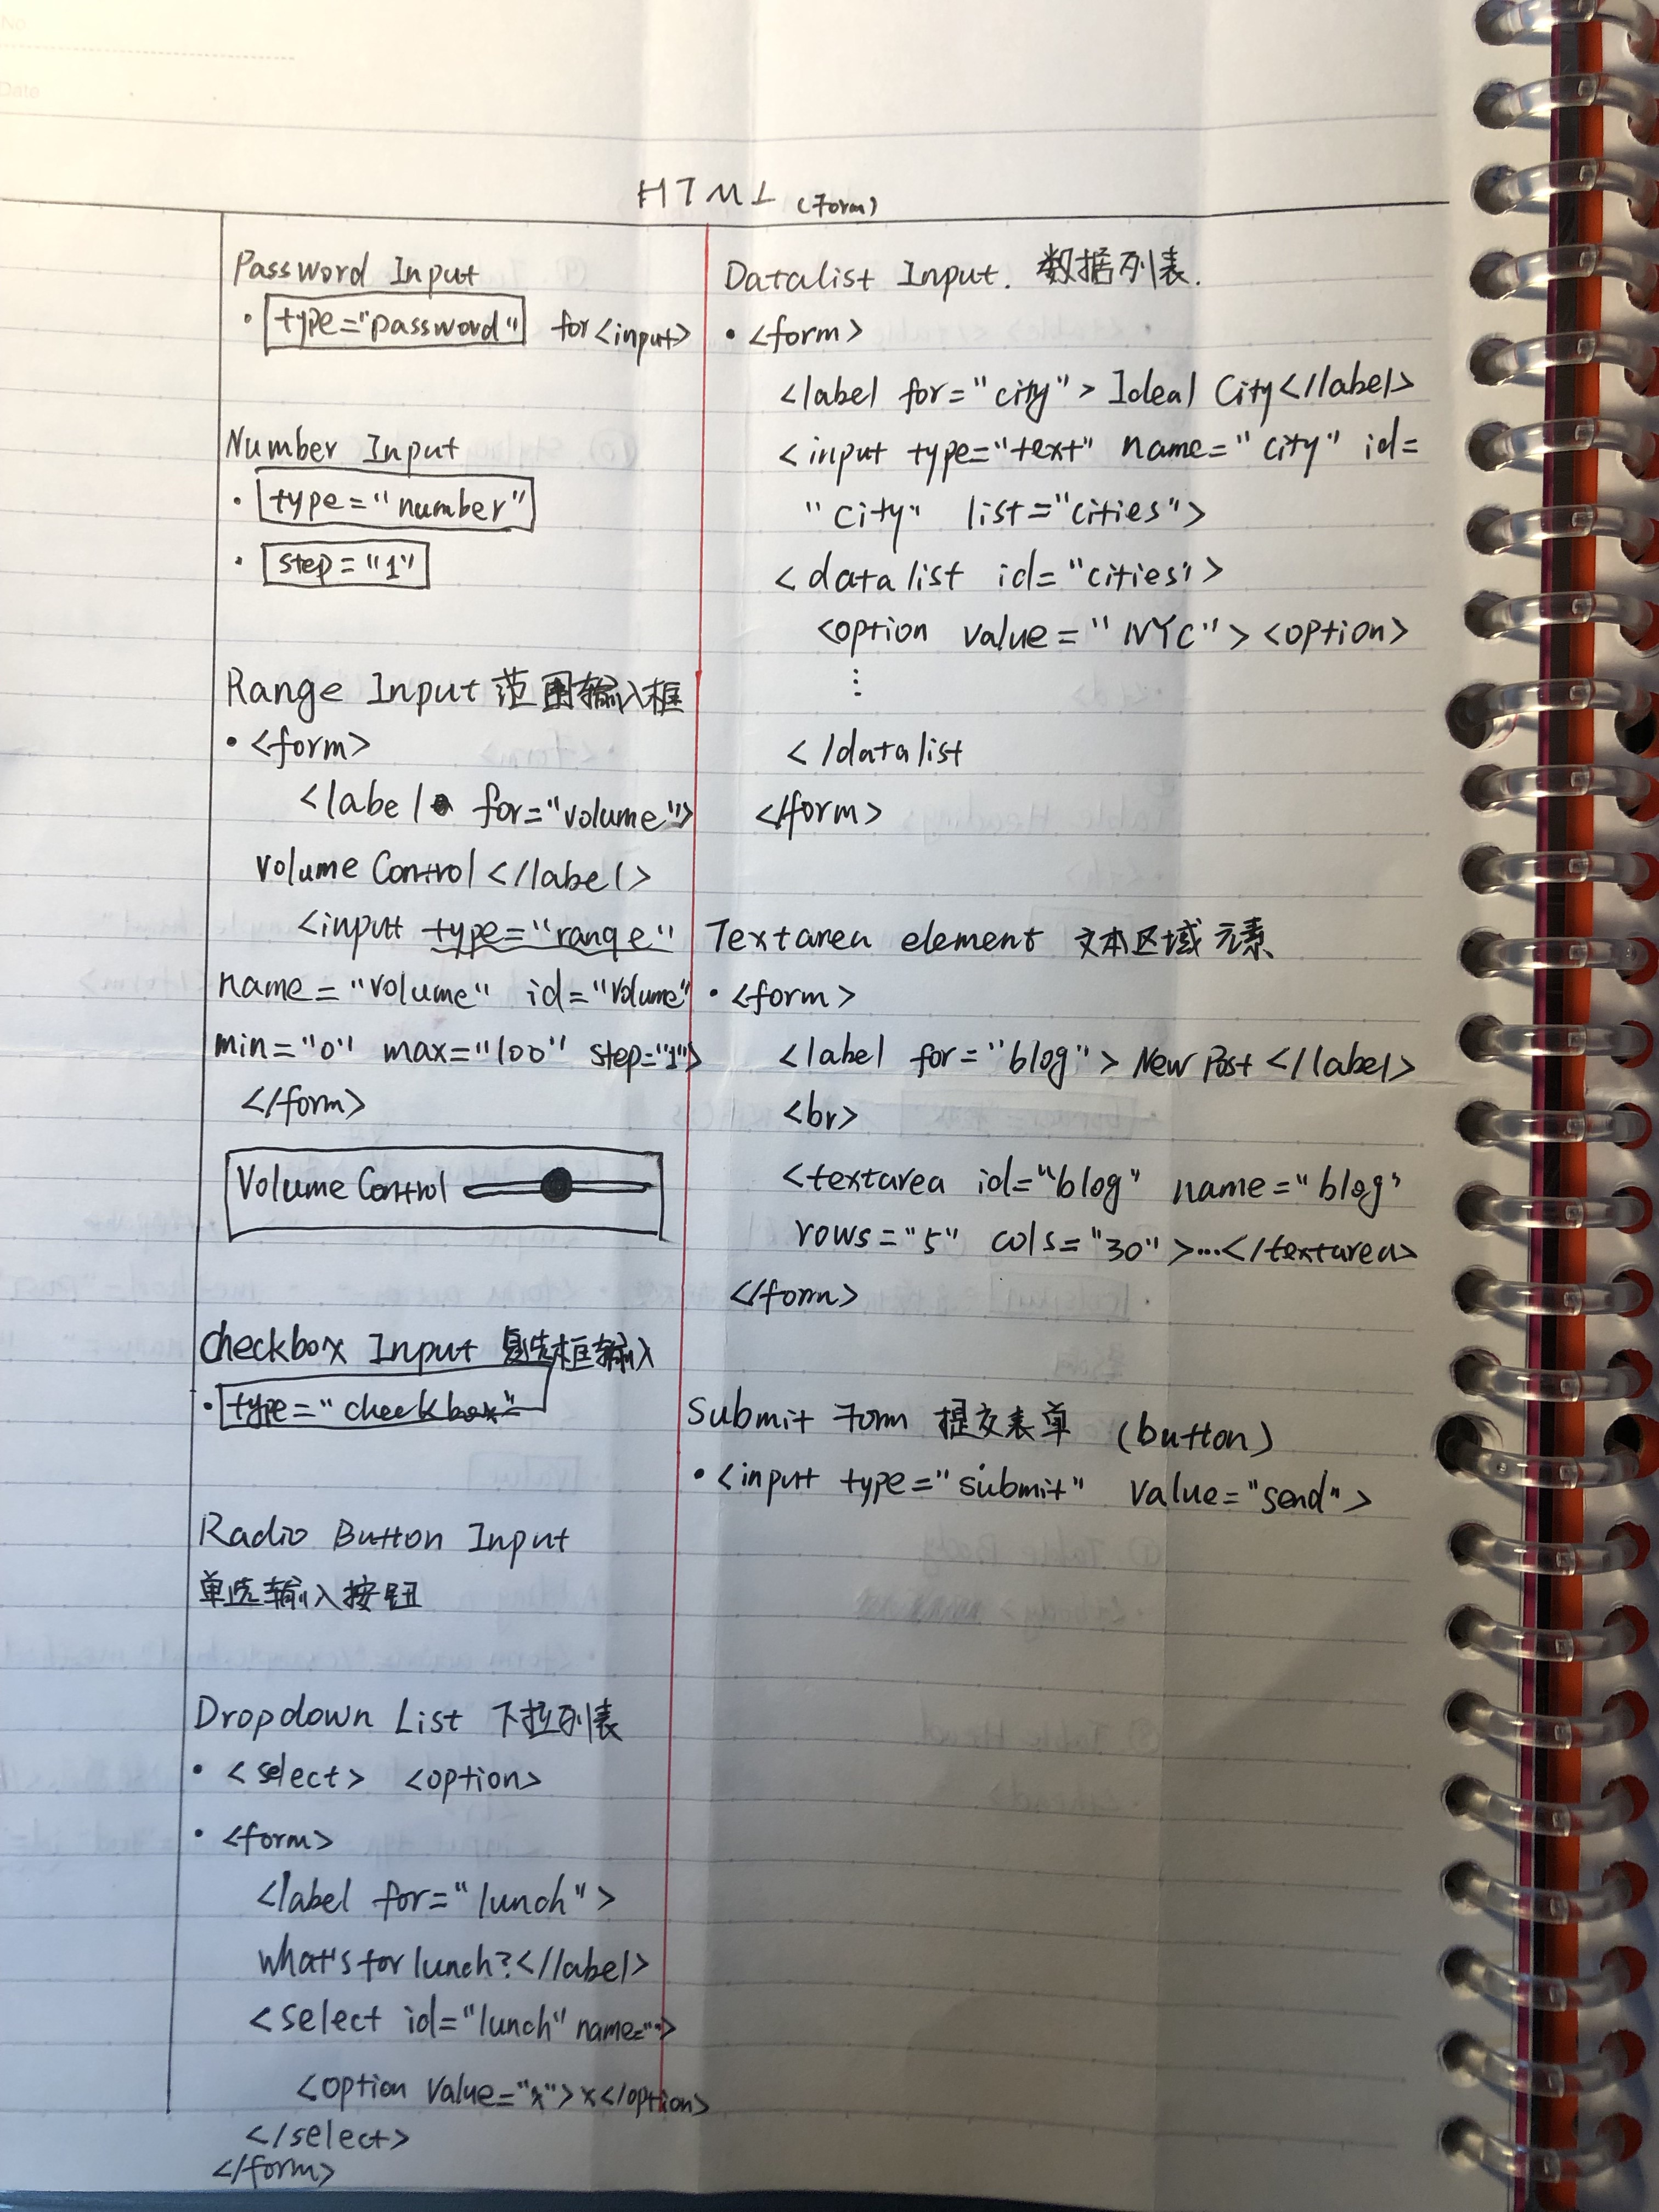 No
Date
HTML (Form)
Password Input
• type="password" for <input>
Number Input
• type="number"
• step="1"
Range Input 范围输入框
• <form>
<label for="volume">
Volume Control </label>
<input type="range"
name="volume" id="volume"
min="0" max="100" step="1">
</form>
Volume Control
Checkbox Input 复选框输入
• type="checkbox"
Radio Button Input
单选输入按钮
Dropdown List 下拉列表
• <select> <option>
• <form>
<label for="lunch">
What's for lunch?</label>
<select id="lunch" name="">
<option value="x">x</option>
</select>
</form>
Datalist Input. 数据列表.
• <form>
<label for="city"> Ideal City</label>
<input type="text" name="city" id=
"city" list="cities">
<datalist id="cities">
<option value="NYC"> <option>
⋮
</datalist
</form>
Textarea element 文本区域元素
• <form>
<label for="blog"> New Post </label>
<br>
<textarea id="blog" name="blog"
rows="5" cols="30">...</textarea>
</form>
Submit Form 提交表单 (button)
• <input type="submit" value="send">